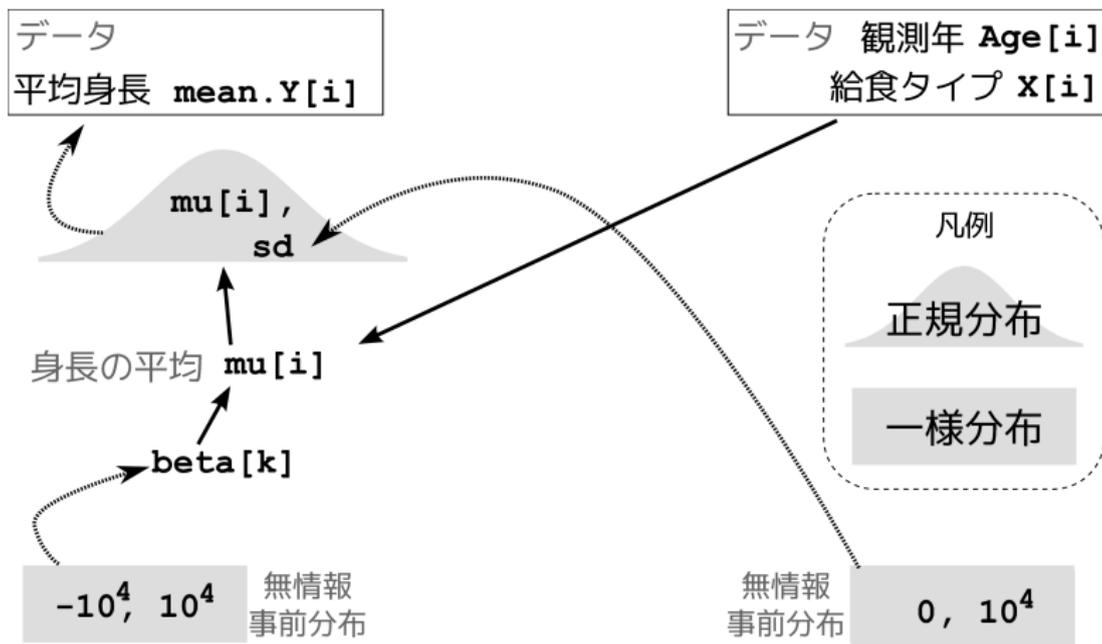 データ
平均身長 mean.Y[i]
データ 観測年 Age[i]
給食タイプ X[i]
mu[i],
sd
凡例
正規分布
一様分布
身長の平均 mu[i]
beta[k]
-10⁴, 10⁴
無情報
事前分布
無情報
事前分布
0, 10⁴